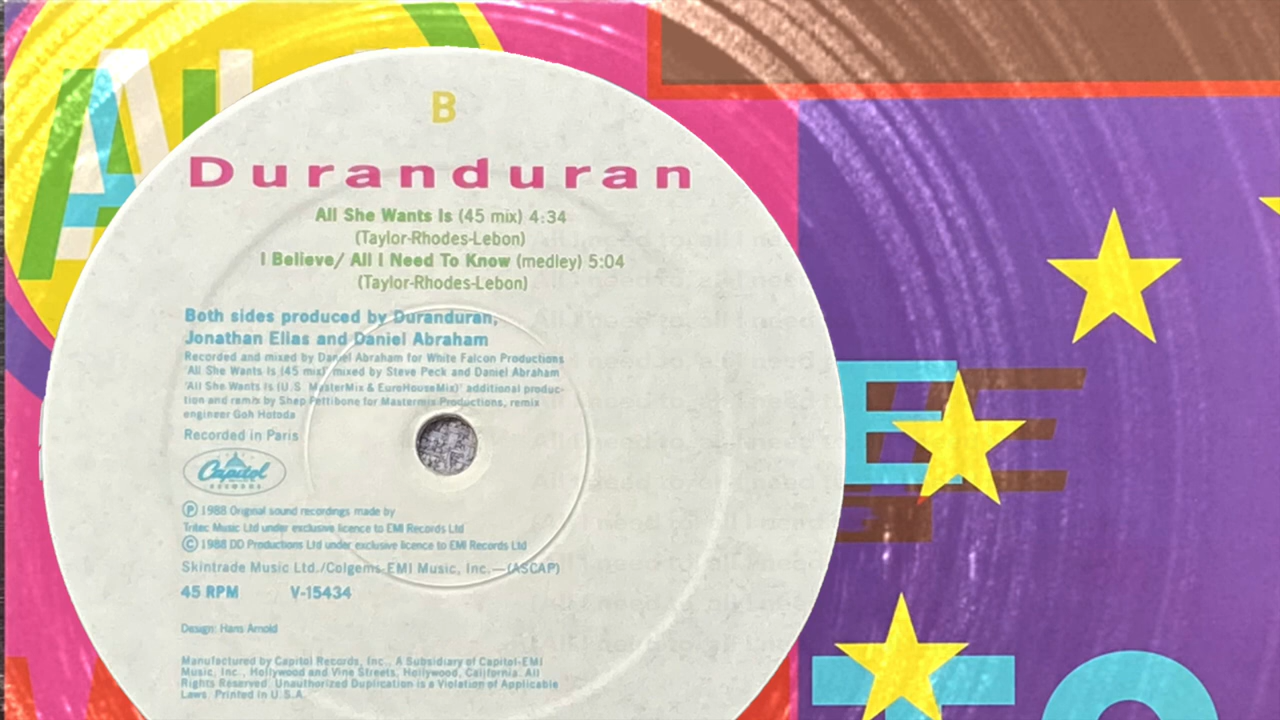 B
Duranduran
All She Wants Is (45 mix) 4:34
(Taylor-Rhodes-Lebon)
I Believe/ All I Need To Know (medley) 5:04
(Taylor-Rhodes-Lebon)
Both sides produced by Duranduran,
Jonathan Elias and Daniel Abraham
Recorded and mixed by Daniel Abraham for White Falcon Productions
'All She Wants Is (45 mix)' mixed by Steve Peck and Daniel Abraham
'All She Wants Is (U.S. MasterMix & EuroHouseMix)' additional produc-
tion and remix by Shep Pettibone for Mastermix Productions, remix
engineer Goh Hotoda
Recorded in Paris
Capitol
RECORDS
Ⓟ 1988 Original sound recordings made by
Tritec Music Ltd under exclusive licence to EMI Records Ltd
© 1988 DD Productions Ltd under exclusive licence to EMI Records Ltd
Skintrade Music Ltd./Colgems-EMI Music, Inc.—(ASCAP)
45 RPM V-15434
Design: Hans Arnold
Manufactured by Capitol Records, Inc., A Subsidiary of Capitol-EMI
Music, Inc., Hollywood and Vine Streets, Hollywood, California. All
Rights Reserved. Unauthorized Duplication is a Violation of Applicable
Laws. Printed in U.S.A.
AL
E
TO